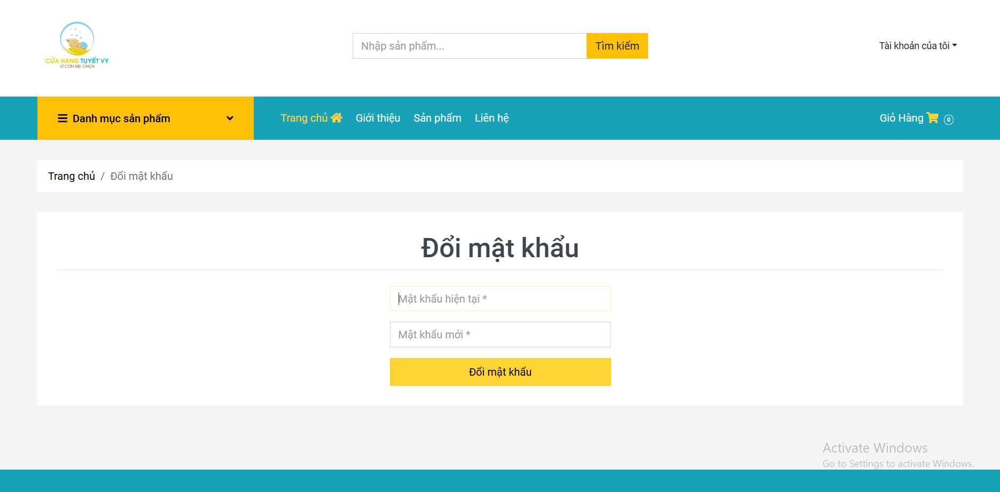 CỬA HÀNG TUYẾT VY
VÌ CON MẸ CHỌN
Nhập sản phẩm...
Tìm kiếm
Tài khoản của tôi
Danh mục sản phẩm
Trang chủ
Giới thiệu
Sản phẩm
Liên hệ
Giỏ Hàng
0
Trang chủ / Đổi mật khẩu
Đổi mật khẩu
Mật khẩu hiện tại *
Mật khẩu mới *
Đổi mật khẩu
Activate Windows
Go to Settings to activate Windows.